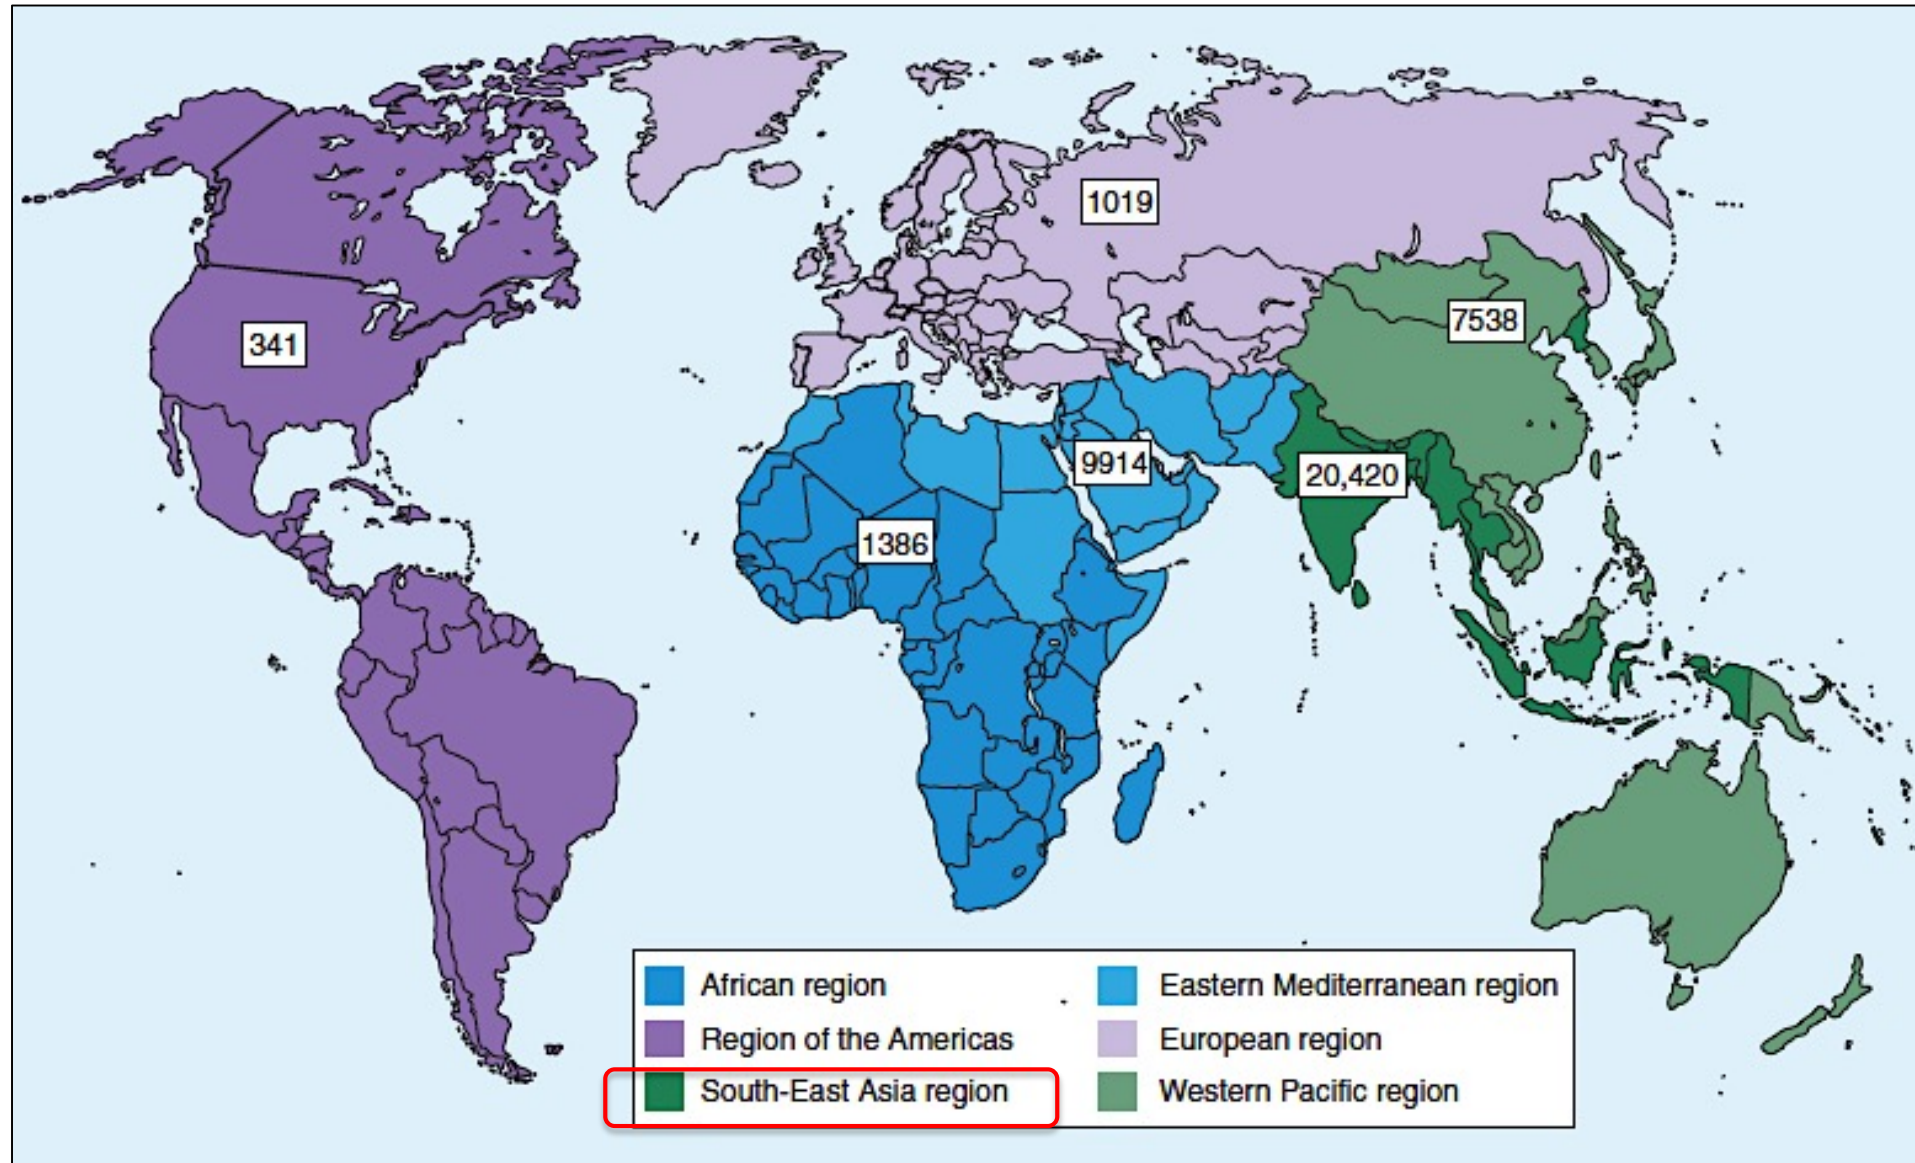 1019
7538
341
9914
20,420
1386
African region
Eastern Mediterranean region
Region of the Americas
European region
South-East Asia region
Western Pacific region